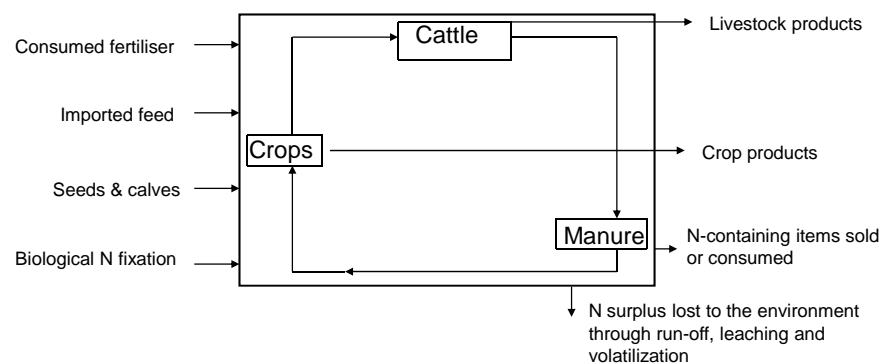 Consumed fertiliser
Imported feed
Seeds & calves
Biological N fixation
Cattle
Crops
Manure
Livestock products
Crop products
N-containing items sold
or consumed
N surplus lost to the environment
through run-off, leaching and
volatilization